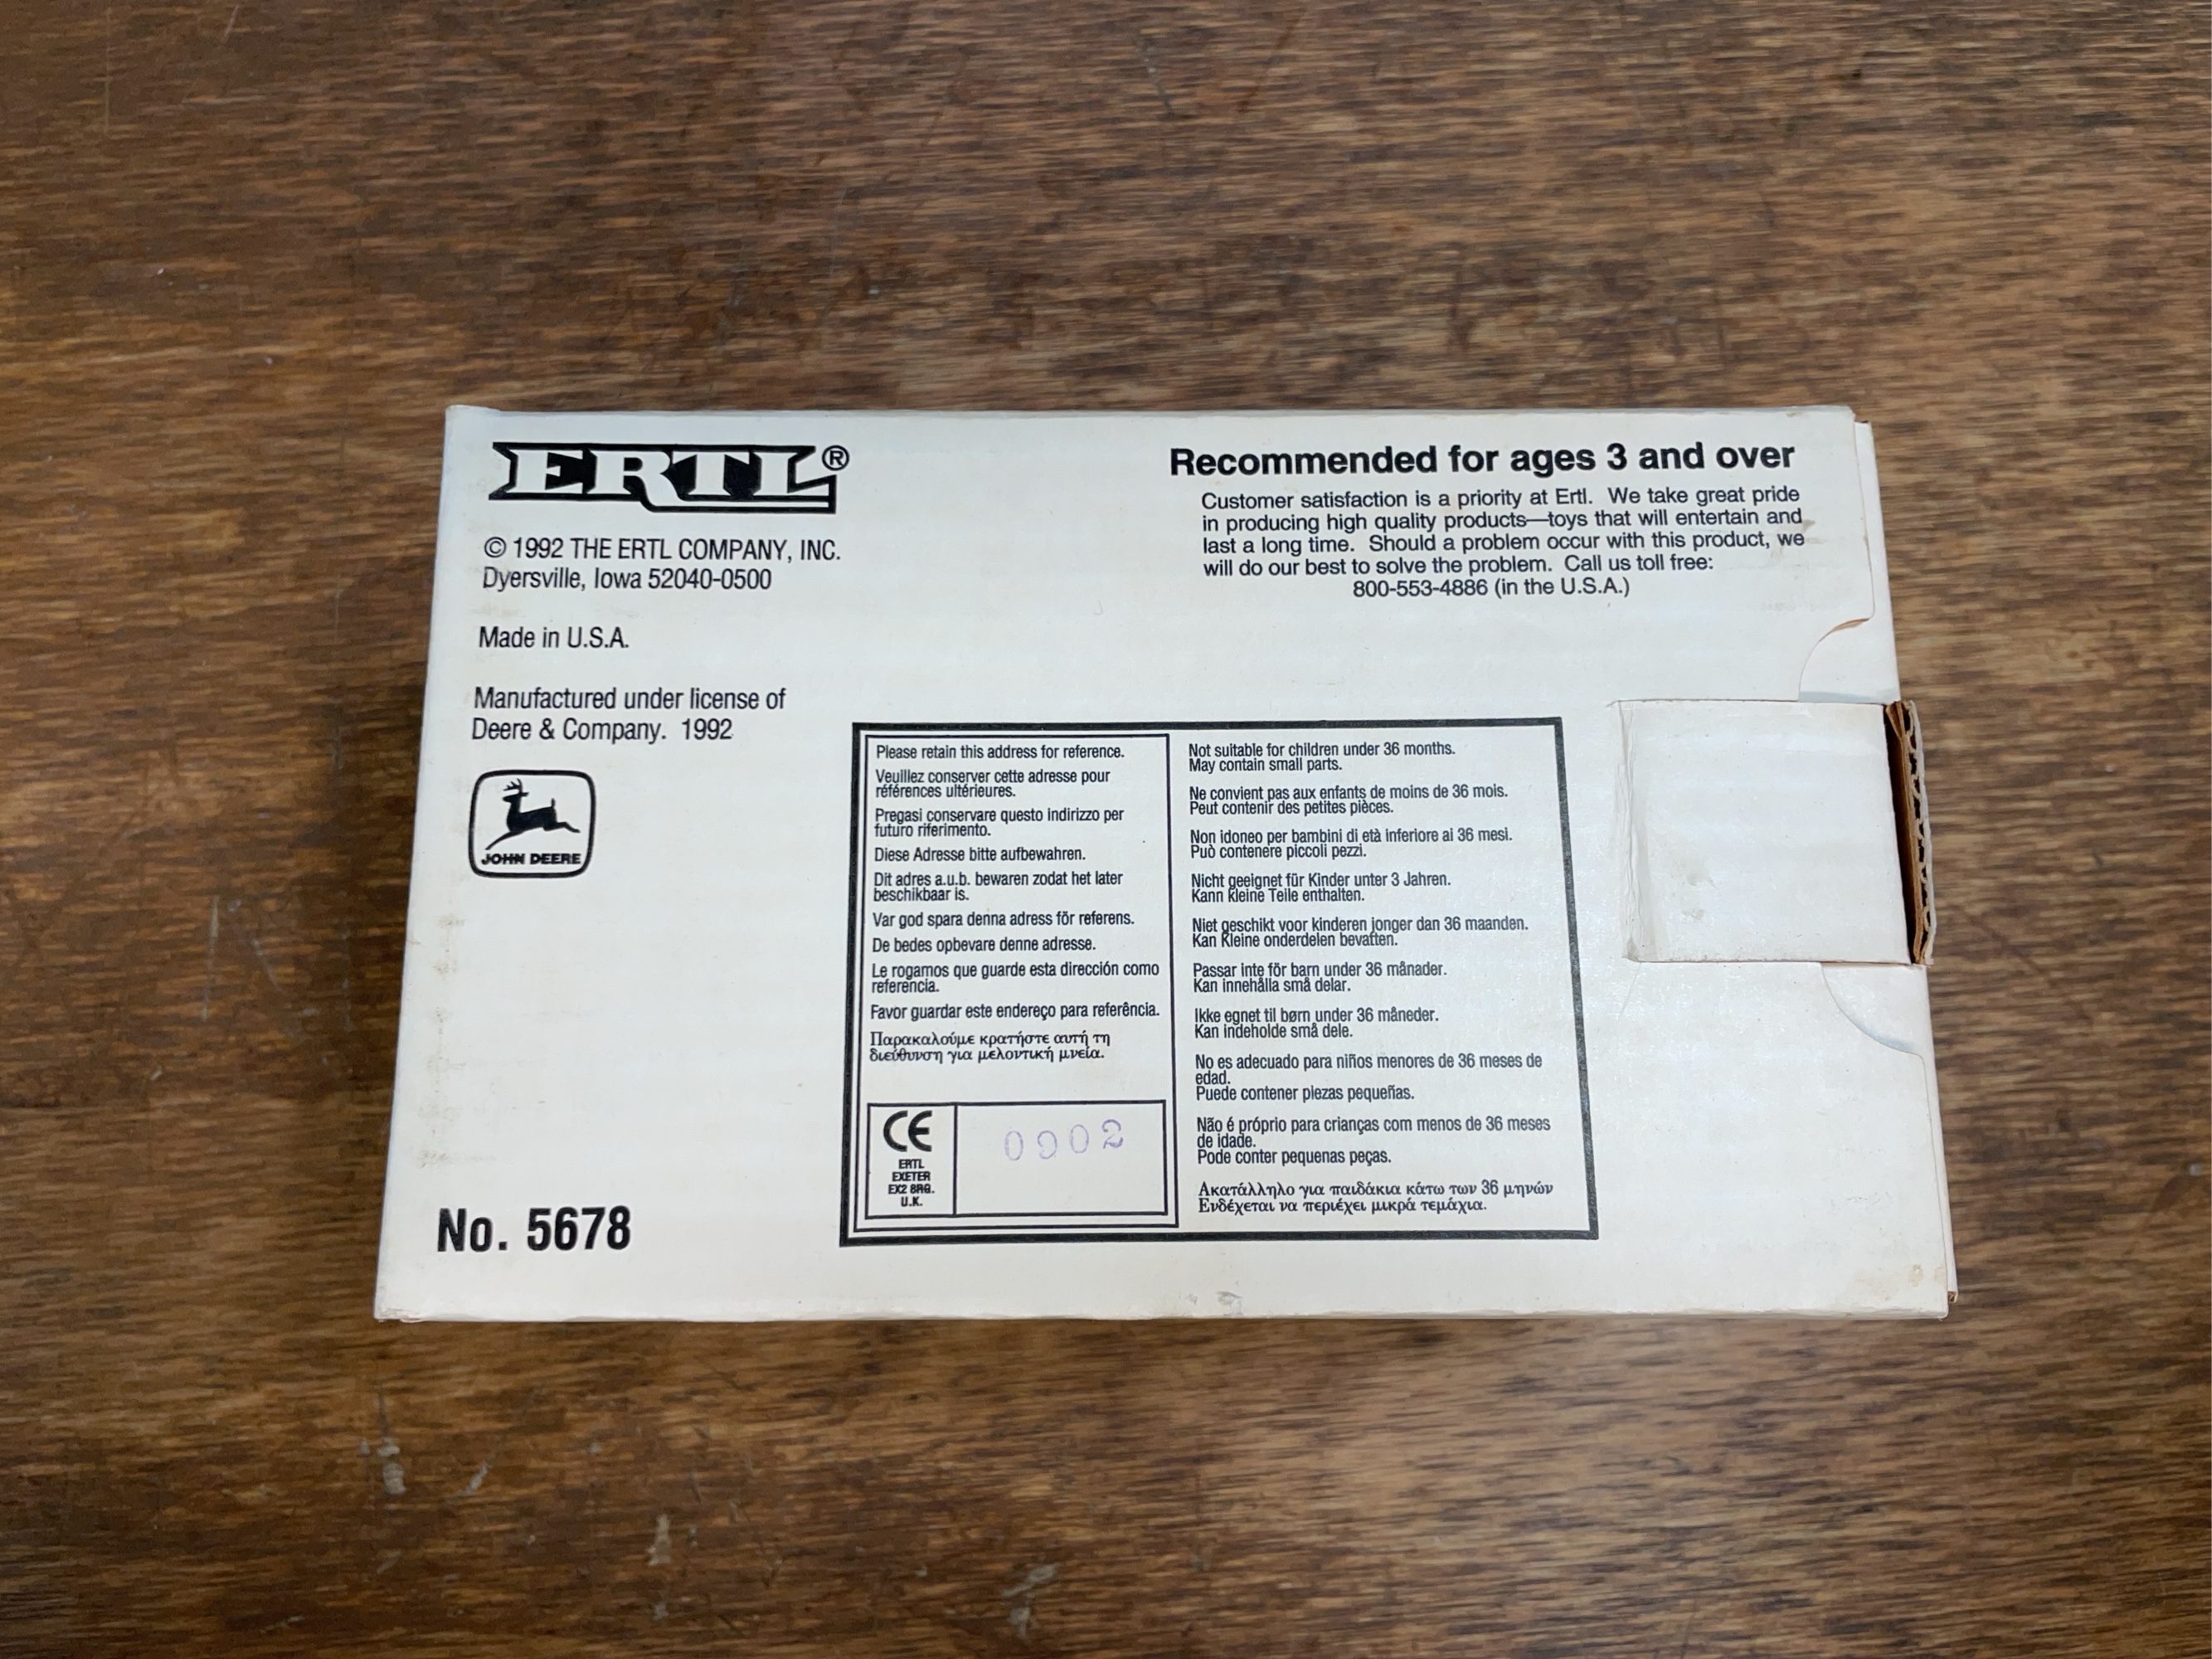 ERTL®
© 1992 THE ERTL COMPANY, INC.
Dyersville, Iowa 52040-0500
Made in U.S.A.
Manufactured under license of
Deere & Company. 1992
JOHN DEERE
No. 5678
Recommended for ages 3 and over
Customer satisfaction is a priority at Ertl. We take great pride
in producing high quality products—toys that will entertain and
last a long time. Should a problem occur with this product, we
will do our best to solve the problem. Call us toll free:
800-553-4886 (in the U.S.A.)
Please retain this address for reference.
Veuillez conserver cette adresse pour
références ultérieures.
Pregasi conservare questo indirizzo per
futuro riferimento.
Diese Adresse bitte aufbewahren.
Dit adres a.u.b. bewaren zodat het later
beschikbaar is.
Var god spara denna adress för referens.
De bedes opbevare denne adresse.
Le rogamos que guarde esta dirección como
referencia.
Favor guardar este endereço para referência.
Παρακαλούμε κρατήστε αυτή τη
διεύθυνση για μελοντική μνεία.
CE
ERTL
EXETER
EX2 8RQ.
U.K.
0902
Not suitable for children under 36 months.
May contain small parts.
Ne convient pas aux enfants de moins de 36 mois.
Peut contenir des petites pièces.
Non idoneo per bambini di età inferiore ai 36 mesi.
Può contenere piccoli pezzi.
Nicht geeignet für Kinder unter 3 Jahren.
Kann kleine Teile enthalten.
Niet geschikt voor kinderen jonger dan 36 maanden.
Kan Kleine onderdelen bevatten.
Passar inte för barn under 36 månader.
Kan innehålla små delar.
Ikke egnet til børn under 36 måneder.
Kan indeholde små dele.
No es adecuado para niños menores de 36 meses de
edad.
Puede contener piezas pequeñas.
Não é próprio para crianças com menos de 36 meses
de idade.
Pode conter pequenas peças.
Ακατάλληλο για παιδάκια κάτω των 36 μηνών
Ενδέχεται να περιέχει μικρά τεμάχια.